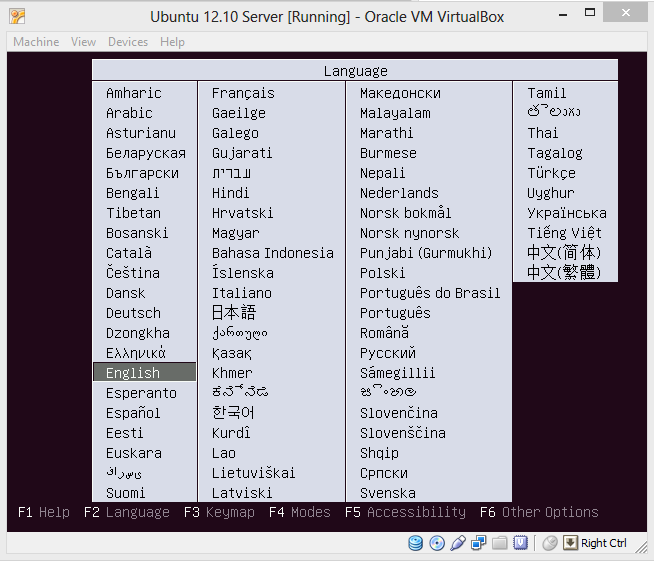 Ubuntu 12.10 Server [Running] - Oracle VM VirtualBox
Machine View Devices Help
Language
Amharic
Arabic
Asturianu
Беларуская
Български
Bengali
Tibetan
Bosanski
Català
Čeština
Dansk
Deutsch
Dzongkha
Ελληνικά
English
Esperanto
Español
Eesti
Euskara
فارسی
Suomi
Français
Gaeilge
Galego
Gujarati
עברית
Hindi
Hrvatski
Magyar
Bahasa Indonesia
Íslenska
Italiano
日本語
ქართული
Қазақ
Khmer
ಕನ್ನಡ
한국어
Kurdî
Lao
Lietuviškai
Latviski
Македонски
Malayalam
Marathi
Burmese
Nepali
Nederlands
Norsk bokmål
Norsk nynorsk
Punjabi (Gurmukhi)
Polski
Português do Brasil
Português
Română
Русский
Sámegillii
සිංහල
Slovenčina
Slovenščina
Shqip
Српски
Svenska
Tamil
తెలుగు
Thai
Tagalog
Türkçe
Uyghur
Українська
Tiếng Việt
中文(简体)
中文(繁體)
F1 Help F2 Language F3 Keymap F4 Modes F5 Accessibility F6 Other Options
Right Ctrl